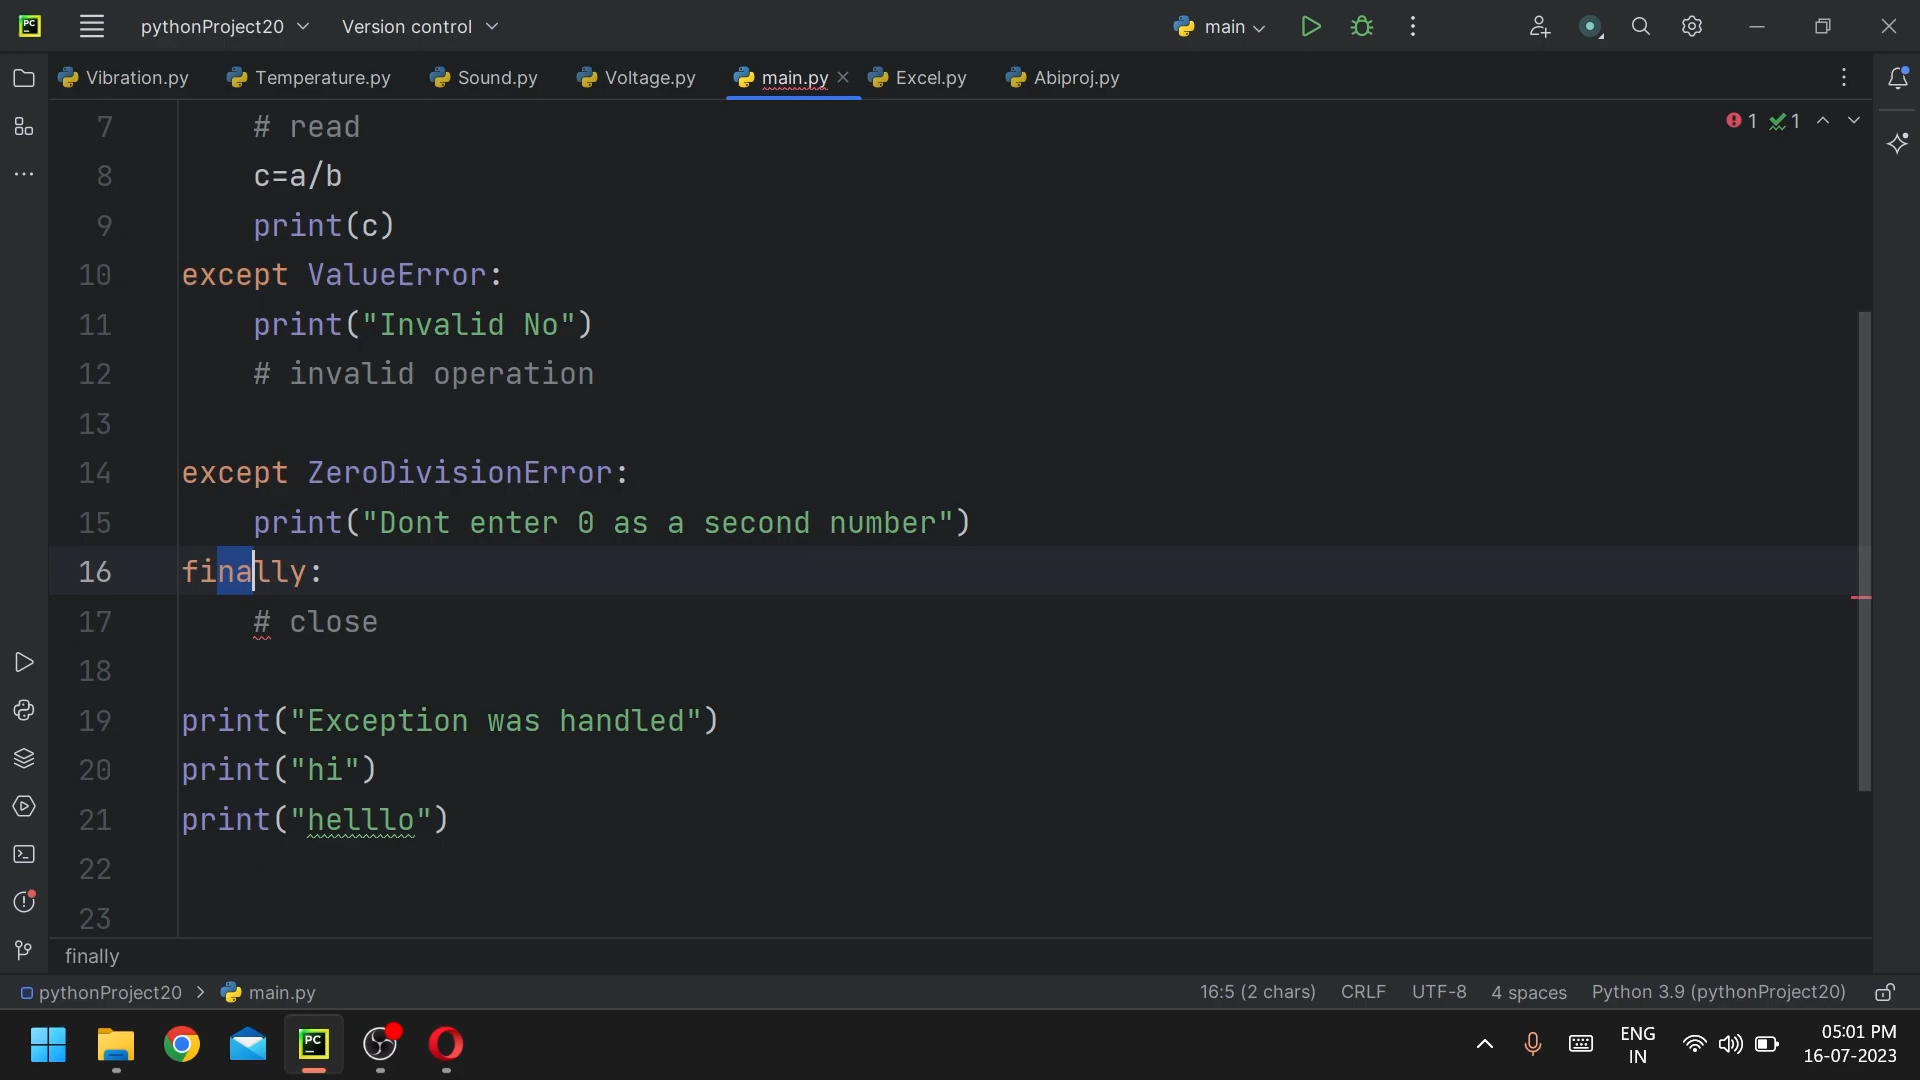 PC pythonProject20 Version control main
Vibration.py Temperature.py Sound.py Voltage.py main.py Excel.py Abiproj.py
7 # read
1 1
8 c=a/b
9 print(c)
10 except ValueError:
11 print("Invalid No")
12 # invalid operation
13
14 except ZeroDivisionError:
15 print("Dont enter 0 as a second number")
16 finally:
17 # close
18
19 print("Exception was handled")
20 print("hi")
21 print("helllo")
22
23
finally
pythonProject20 > main.py 16:5 (2 chars) CRLF UTF-8 4 spaces Python 3.9 (pythonProject20)
PC
ENG
IN
05:01 PM
16-07-2023